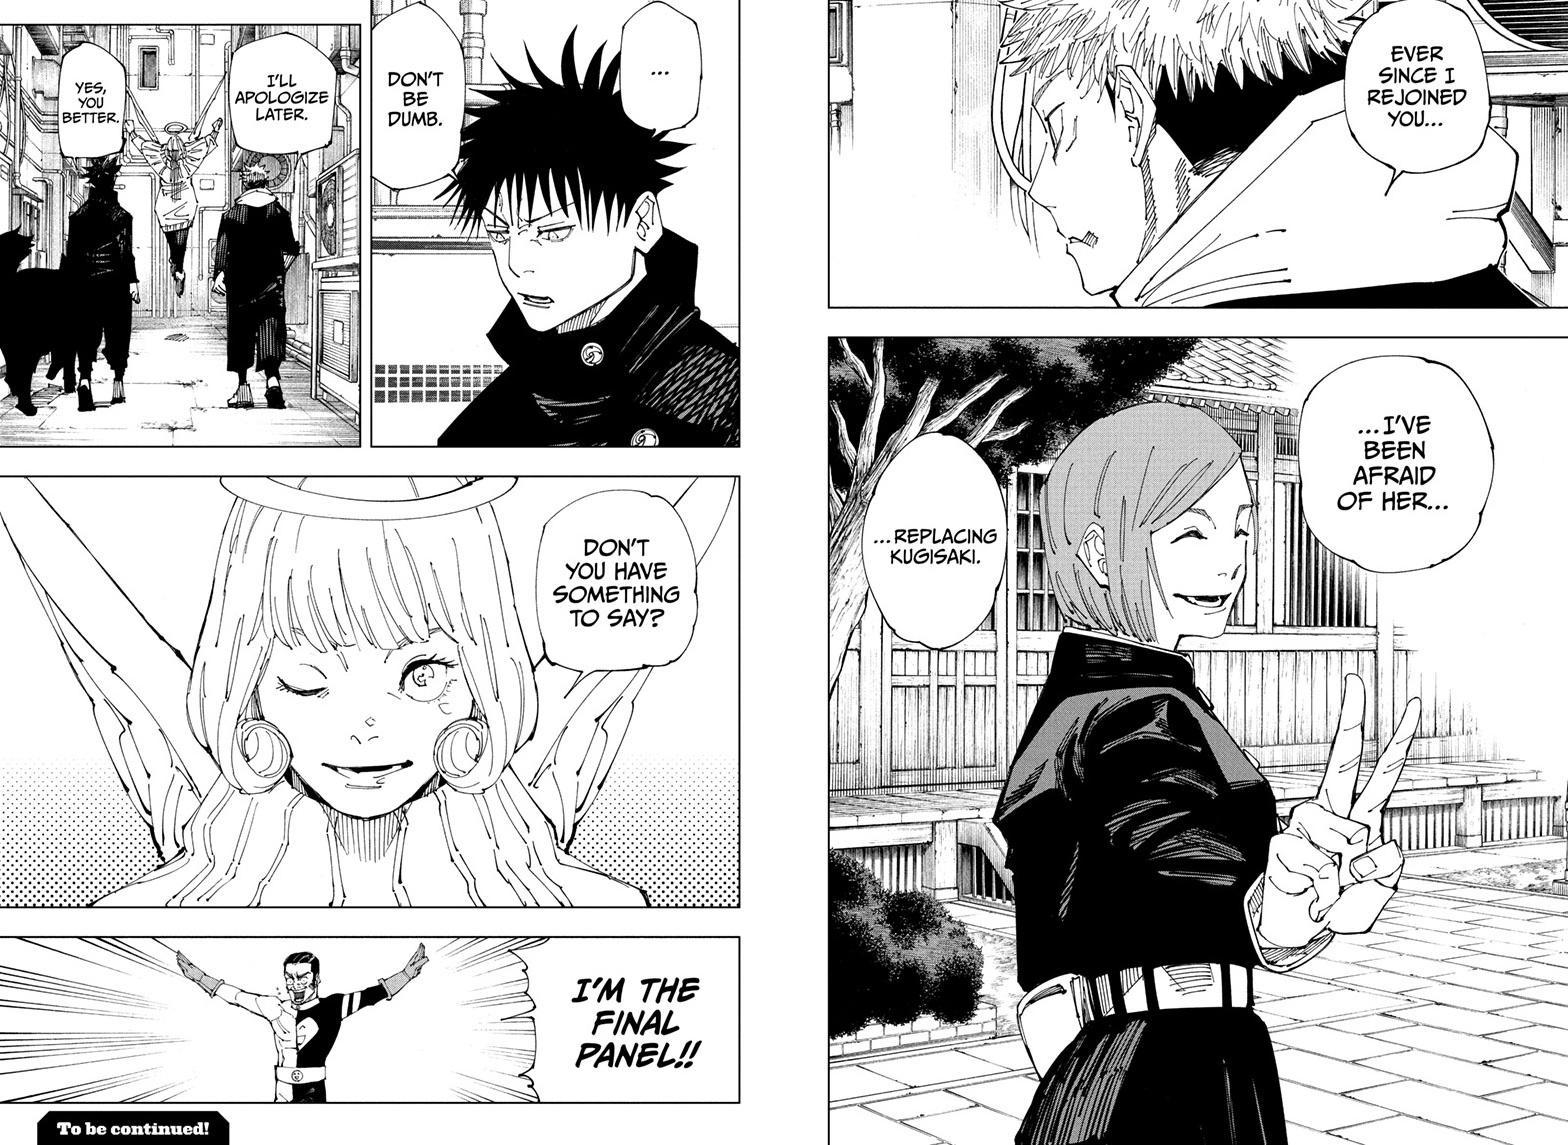 EVER
SINCE I
REJOINED
YOU...
...I'VE
BEEN
AFRAID
OF HER...
...REPLACING
KUGISAKI.
...
DON'T
BE
DUMB.
I'LL
APOLOGIZE
LATER.
YES,
YOU
BETTER.
DON'T
YOU HAVE
SOMETHING
TO SAY?
I'M THE
FINAL
PANEL!!
To be continued!